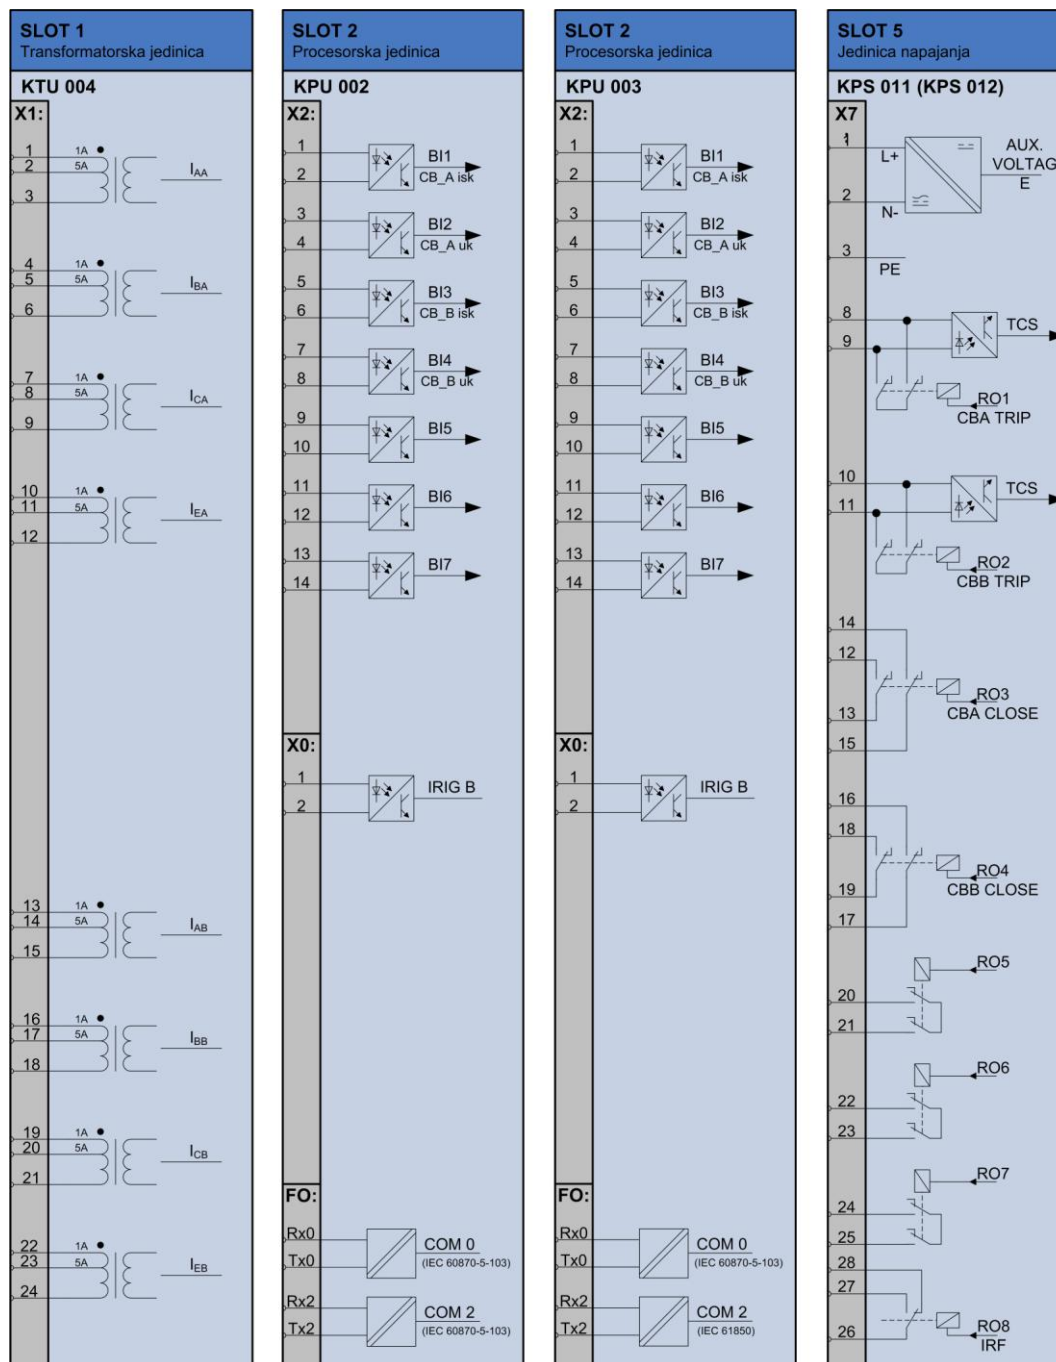 SLOT 1
Transformatorska jedinica
KTU 004
X1:
1
1A
2
5A
3
IAA
4
1A
5
5A
6
IBA
7
1A
8
5A
9
ICA
10
1A
11
5A
12
IEA
13
1A
14
5A
15
IAB
16
1A
17
5A
18
IBB
19
1A
20
5A
21
ICB
22
1A
23
5A
24
IEB
SLOT 2
Procesorska jedinica
KPU 002
X2:
1
2
BI1
CB_A isk
3
4
BI2
CB_A uk
5
6
BI3
CB_B isk
7
8
BI4
CB_B uk
9
10
BI5
11
12
BI6
13
14
BI7
X0:
1
2
IRIG B
FO:
Rx0
Tx0
COM 0
(IEC 60870-5-103)
Rx2
Tx2
COM 2
(IEC 60870-5-103)
SLOT 2
Procesorska jedinica
KPU 003
X2:
1
2
BI1
CB_A isk
3
4
BI2
CB_A uk
5
6
BI3
CB_B isk
7
8
BI4
CB_B uk
9
10
BI5
11
12
BI6
13
14
BI7
X0:
1
2
IRIG B
FO:
Rx0
Tx0
COM 0
(IEC 60870-5-103)
Rx2
Tx2
COM 2
(IEC 61850)
SLOT 5
Jedinica napajanja
KPS 011 (KPS 012)
X7
1
L+
2
N-
AUX.
VOLTAG
E
3
PE
8
9
TCS
RO1
CBA TRIP
10
11
TCS
RO2
CBB TRIP
14
12
13
15
RO3
CBA CLOSE
16
18
19
17
RO4
CBB CLOSE
RO5
20
21
RO6
22
23
RO7
24
25
28
27
26
RO8
IRF